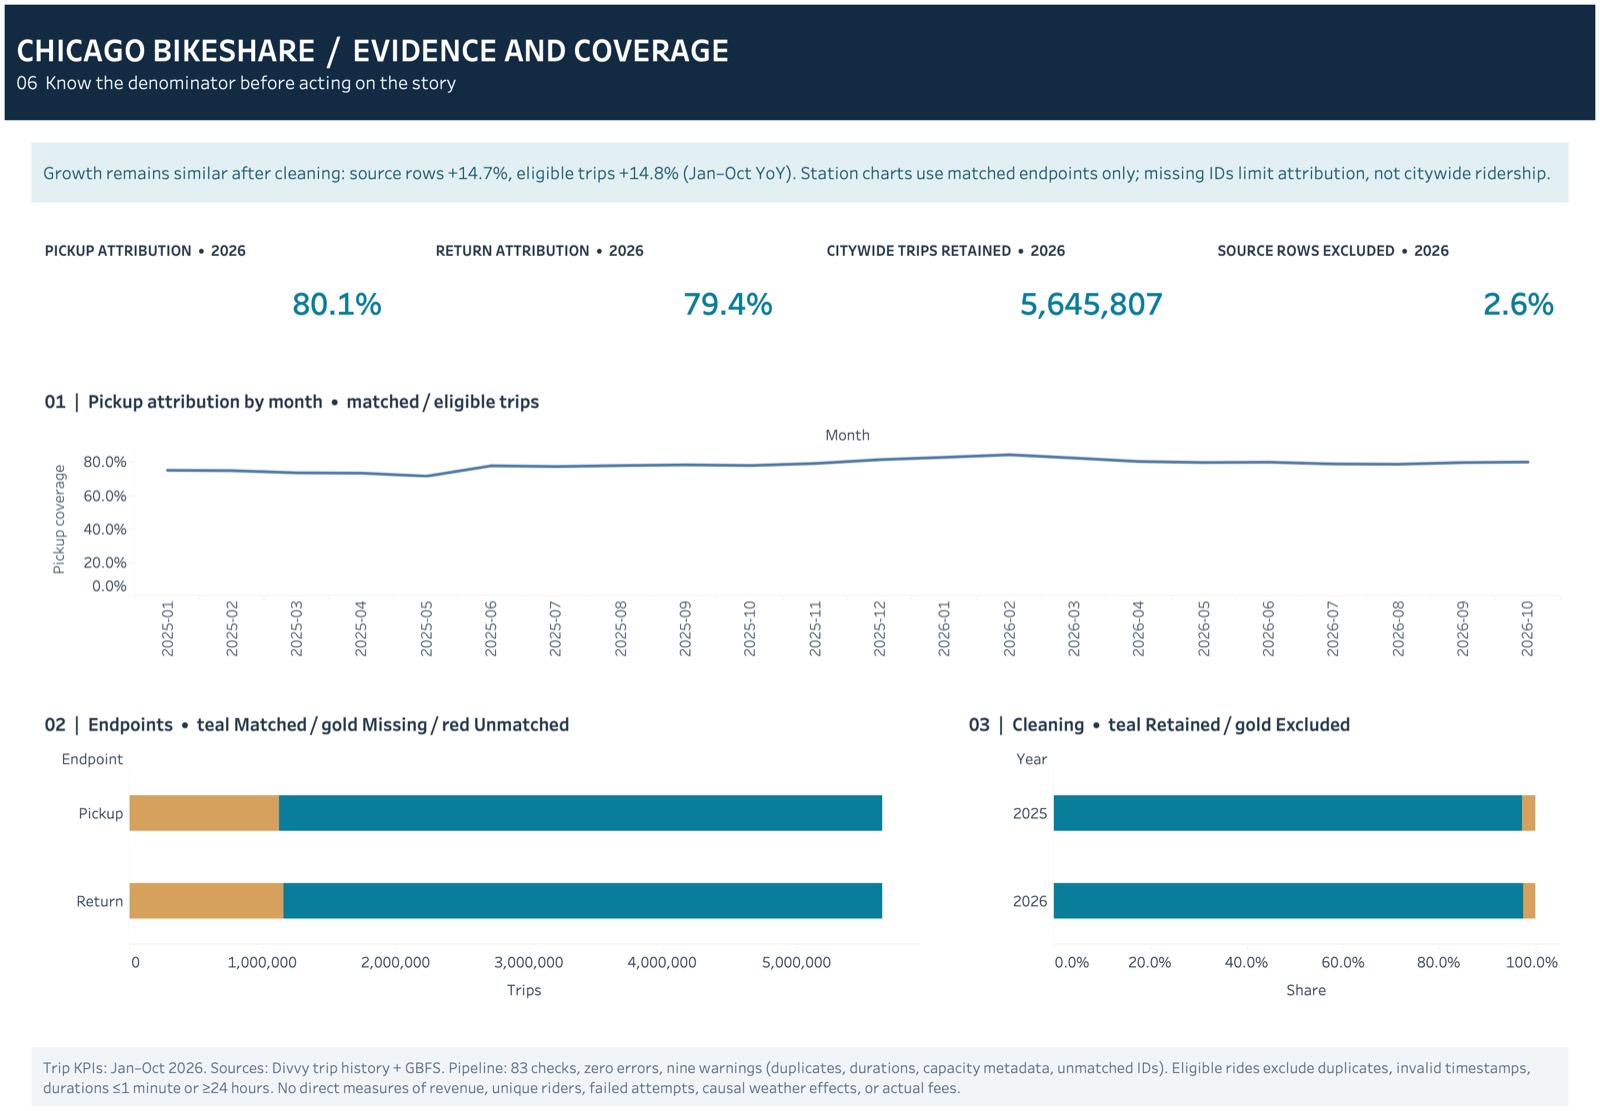 CHICAGO BIKESHARE / EVIDENCE AND COVERAGE
06 Know the denominator before acting on the story
Growth remains similar after cleaning: source rows +14.7%, eligible trips +14.8% (Jan–Oct YoY). Station charts use matched endpoints only; missing IDs limit attribution, not citywide ridership.
PICKUP ATTRIBUTION • 2026
80.1%
RETURN ATTRIBUTION • 2026
79.4%
CITYWIDE TRIPS RETAINED • 2026
5,645,807
SOURCE ROWS EXCLUDED • 2026
2.6%
01 | Pickup attribution by month • matched / eligible trips
Month
Pickup coverage
80.0%
60.0%
40.0%
20.0%
0.0%
2025-01
2025-02
2025-03
2025-04
2025-05
2025-06
2025-07
2025-08
2025-09
2025-10
2025-11
2025-12
2026-01
2026-02
2026-03
2026-04
2026-05
2026-06
2026-07
2026-08
2026-09
2026-10
02 | Endpoints • teal Matched / gold Missing / red Unmatched
Endpoint
Pickup
Return
0
1,000,000
2,000,000
3,000,000
4,000,000
5,000,000
Trips
03 | Cleaning • teal Retained / gold Excluded
Year
2025
2026
0.0%
20.0%
40.0%
60.0%
80.0%
100.0%
Share
Trip KPIs: Jan–Oct 2026. Sources: Divvy trip history + GBFS. Pipeline: 83 checks, zero errors, nine warnings (duplicates, durations, capacity metadata, unmatched IDs). Eligible rides exclude duplicates, invalid timestamps,
durations ≤1 minute or ≥24 hours. No direct measures of revenue, unique riders, failed attempts, causal weather effects, or actual fees.